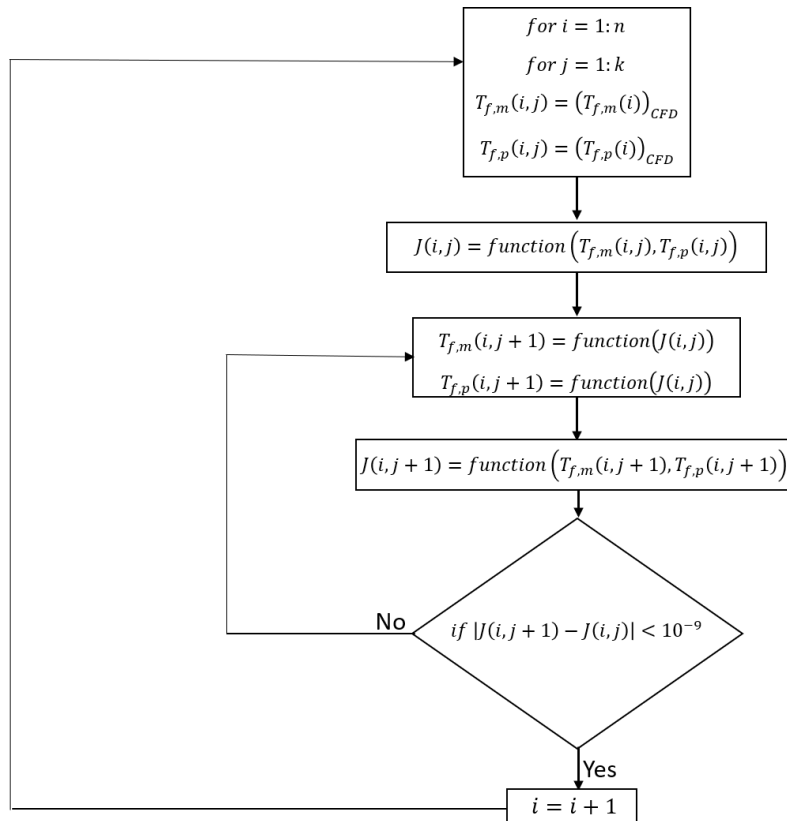 for i = 1: n
for j = 1: k
T_{f,m}(i, j) = (T_{f,m}(i))_{CFD}
T_{f,p}(i, j) = (T_{f,p}(i))_{CFD}
J(i, j) = function (T_{f,m}(i, j), T_{f,p}(i, j))
T_{f,m}(i, j + 1) = function(J(i, j))
T_{f,p}(i, j + 1) = function(J(i, j))
J(i, j + 1) = function (T_{f,m}(i, j + 1), T_{f,p}(i, j + 1))
No
if |J(i, j + 1) − J(i, j)| < 10^{−9}
Yes
i = i + 1